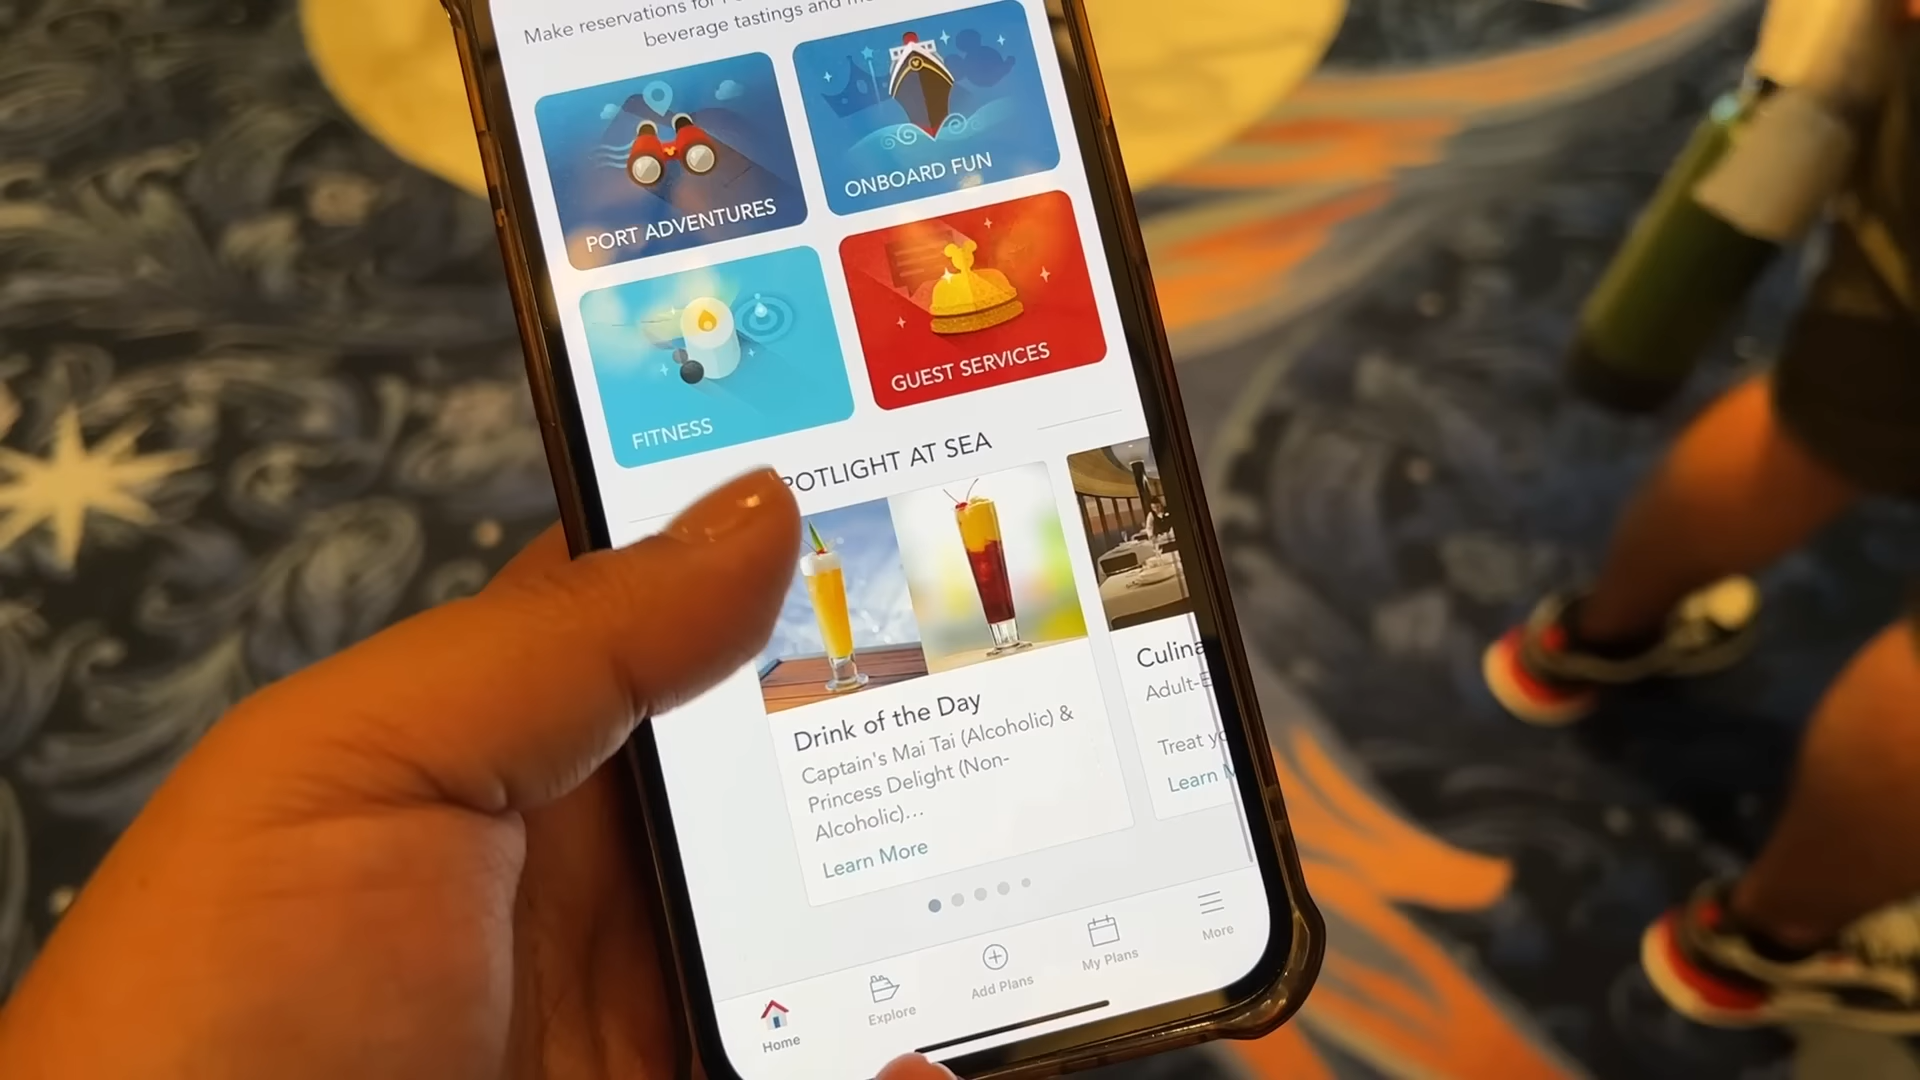 Make reservations for
beverage tastings and
PORT ADVENTURES
ONBOARD FUN
FITNESS
GUEST SERVICES
POTLIGHT AT SEA
Drink of the Day
Captain's Mai Tai (Alcoholic) &
Princess Delight (Non-
Alcoholic)...
Learn More
Culina
Adult-E
Treat yo
Learn M
Home
Explore
Add Plans
My Plans
More